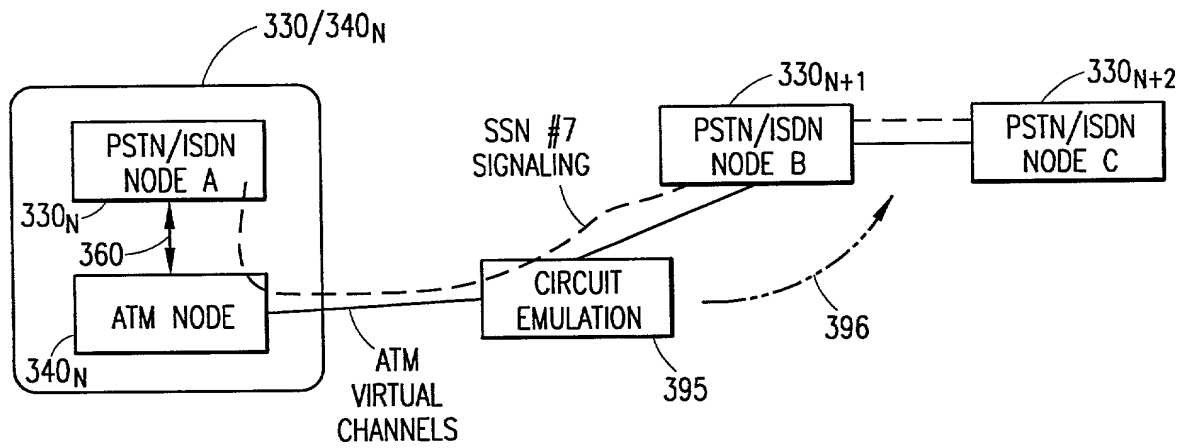 330/340N
PSTN/ISDN
NODE A
330N
360
ATM NODE
340N
ATM
VIRTUAL
CHANNELS
SSN #7
SIGNALING
CIRCUIT
EMULATION
395
330N+1
PSTN/ISDN
NODE B
330N+2
PSTN/ISDN
NODE C
396